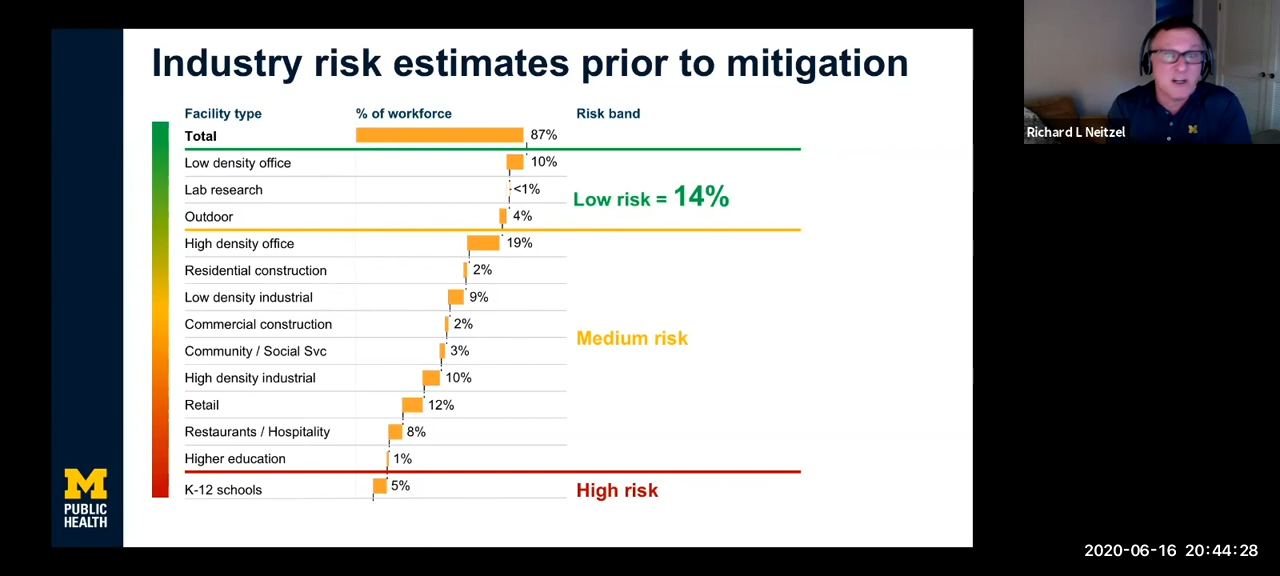 Industry risk estimates prior to mitigation
Facility type % of workforce Risk band
Total 87%
Low density office 10%
Lab research <1%
Low risk = 14%
Outdoor 4%
High density office 19%
Residential construction 2%
Low density industrial 9%
Commercial construction 2%
Medium risk
Community / Social Svc 3%
High density industrial 10%
Retail 12%
Restaurants / Hospitality 8%
Higher education 1%
K-12 schools 5%
High risk
M
PUBLIC
HEALTH
Richard L Neitzel
M
2020-06-16 20:44:28